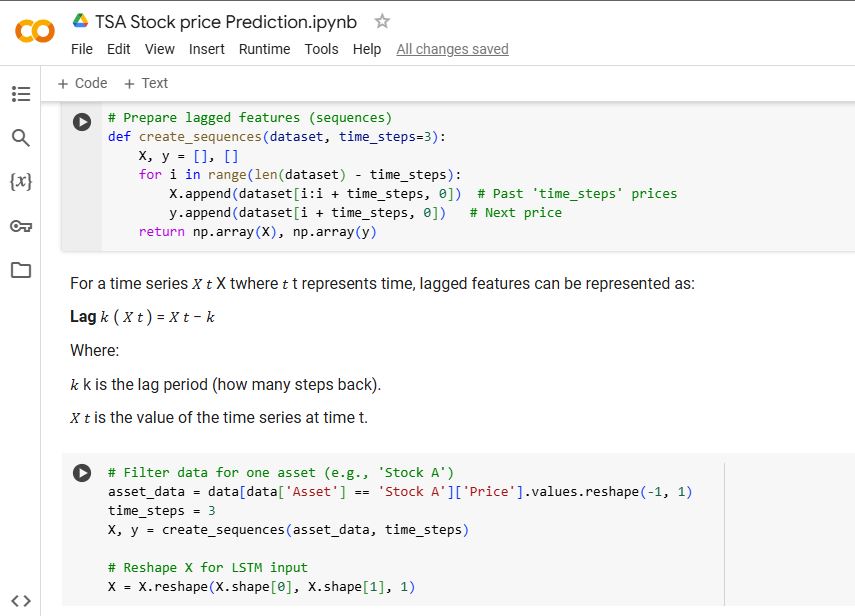 TSA Stock price Prediction.ipynb
File Edit View Insert Runtime Tools Help All changes saved
+ Code + Text
# Prepare lagged features (sequences)
def create_sequences(dataset, time_steps=3):
    X, y = [], []
    for i in range(len(dataset) - time_steps):
        X.append(dataset[i:i + time_steps, 0])  # Past 'time_steps' prices
        y.append(dataset[i + time_steps, 0])   # Next price
    return np.array(X), np.array(y)
For a time series X t X twhere t t represents time, lagged features can be represented as:
Lag k ( X t ) = X t − k
Where:
k k is the lag period (how many steps back).
X t is the value of the time series at time t.
# Filter data for one asset (e.g., 'Stock A')
asset_data = data[data['Asset'] == 'Stock A']['Price'].values.reshape(-1, 1)
time_steps = 3
X, y = create_sequences(asset_data, time_steps)
# Reshape X for LSTM input
X = X.reshape(X.shape[0], X.shape[1], 1)